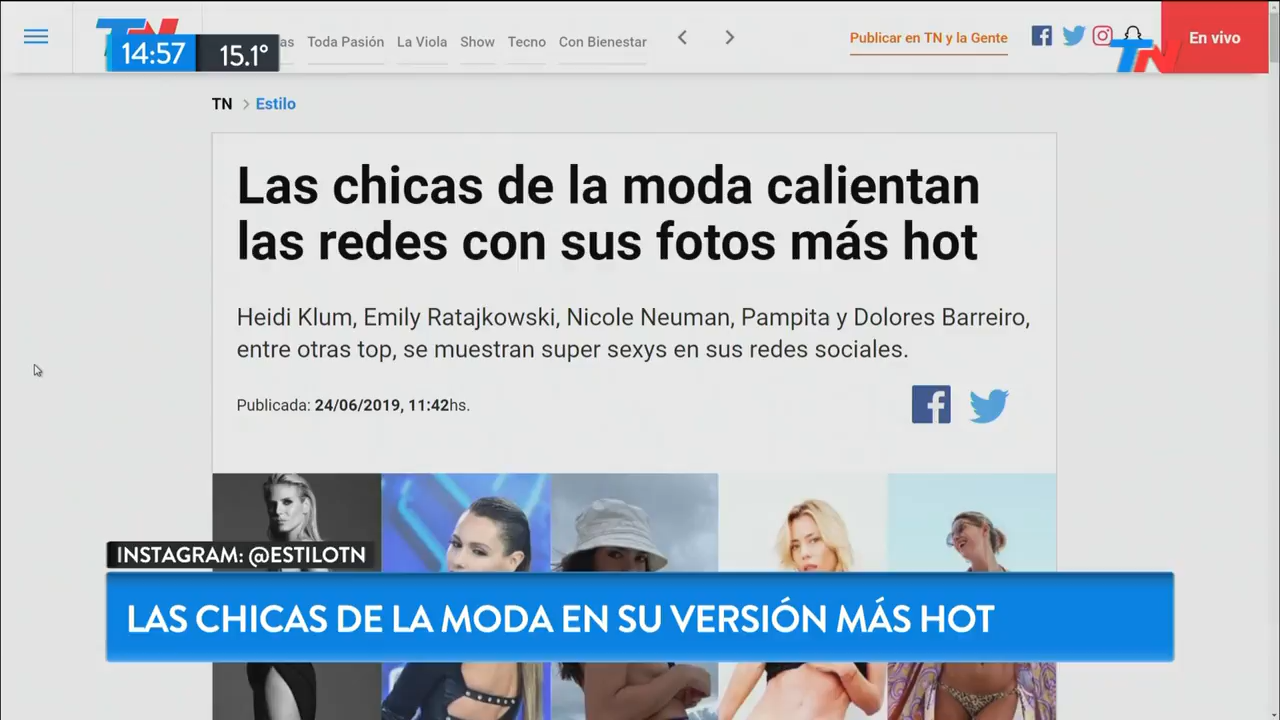 TN
14:57
15.1°
as
Toda Pasión
La Viola
Show
Tecno
Con Bienestar
Publicar en TN y la Gente
TN
En vivo
TN > Estilo
Las chicas de la moda calientan
las redes con sus fotos más hot
Heidi Klum, Emily Ratajkowski, Nicole Neuman, Pampita y Dolores Barreiro,
entre otras top, se muestran super sexys en sus redes sociales.
Publicada: 24/06/2019, 11:42hs.
INSTAGRAM: @ESTILOTN
LAS CHICAS DE LA MODA EN SU VERSIÓN MÁS HOT